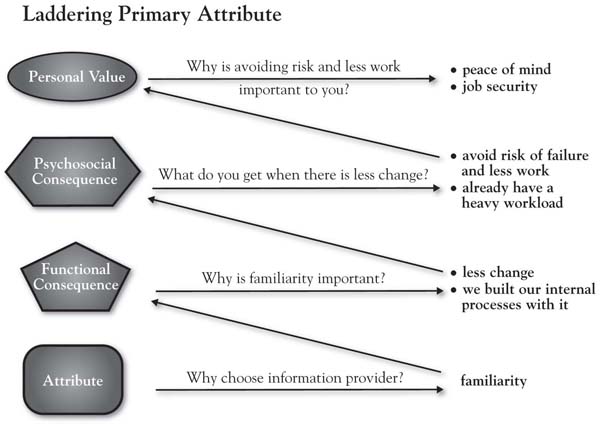 Laddering Primary Attribute
Personal Value
Why is avoiding risk and less work
important to you?
• peace of mind
• job security
Psychosocial
Consequence
What do you get when there is less change?
• avoid risk of failure
and less work
• already have a
heavy workload
Functional
Consequence
Why is familiarity important?
• less change
• we built our internal
processes with it
Attribute
Why choose information provider?
familiarity